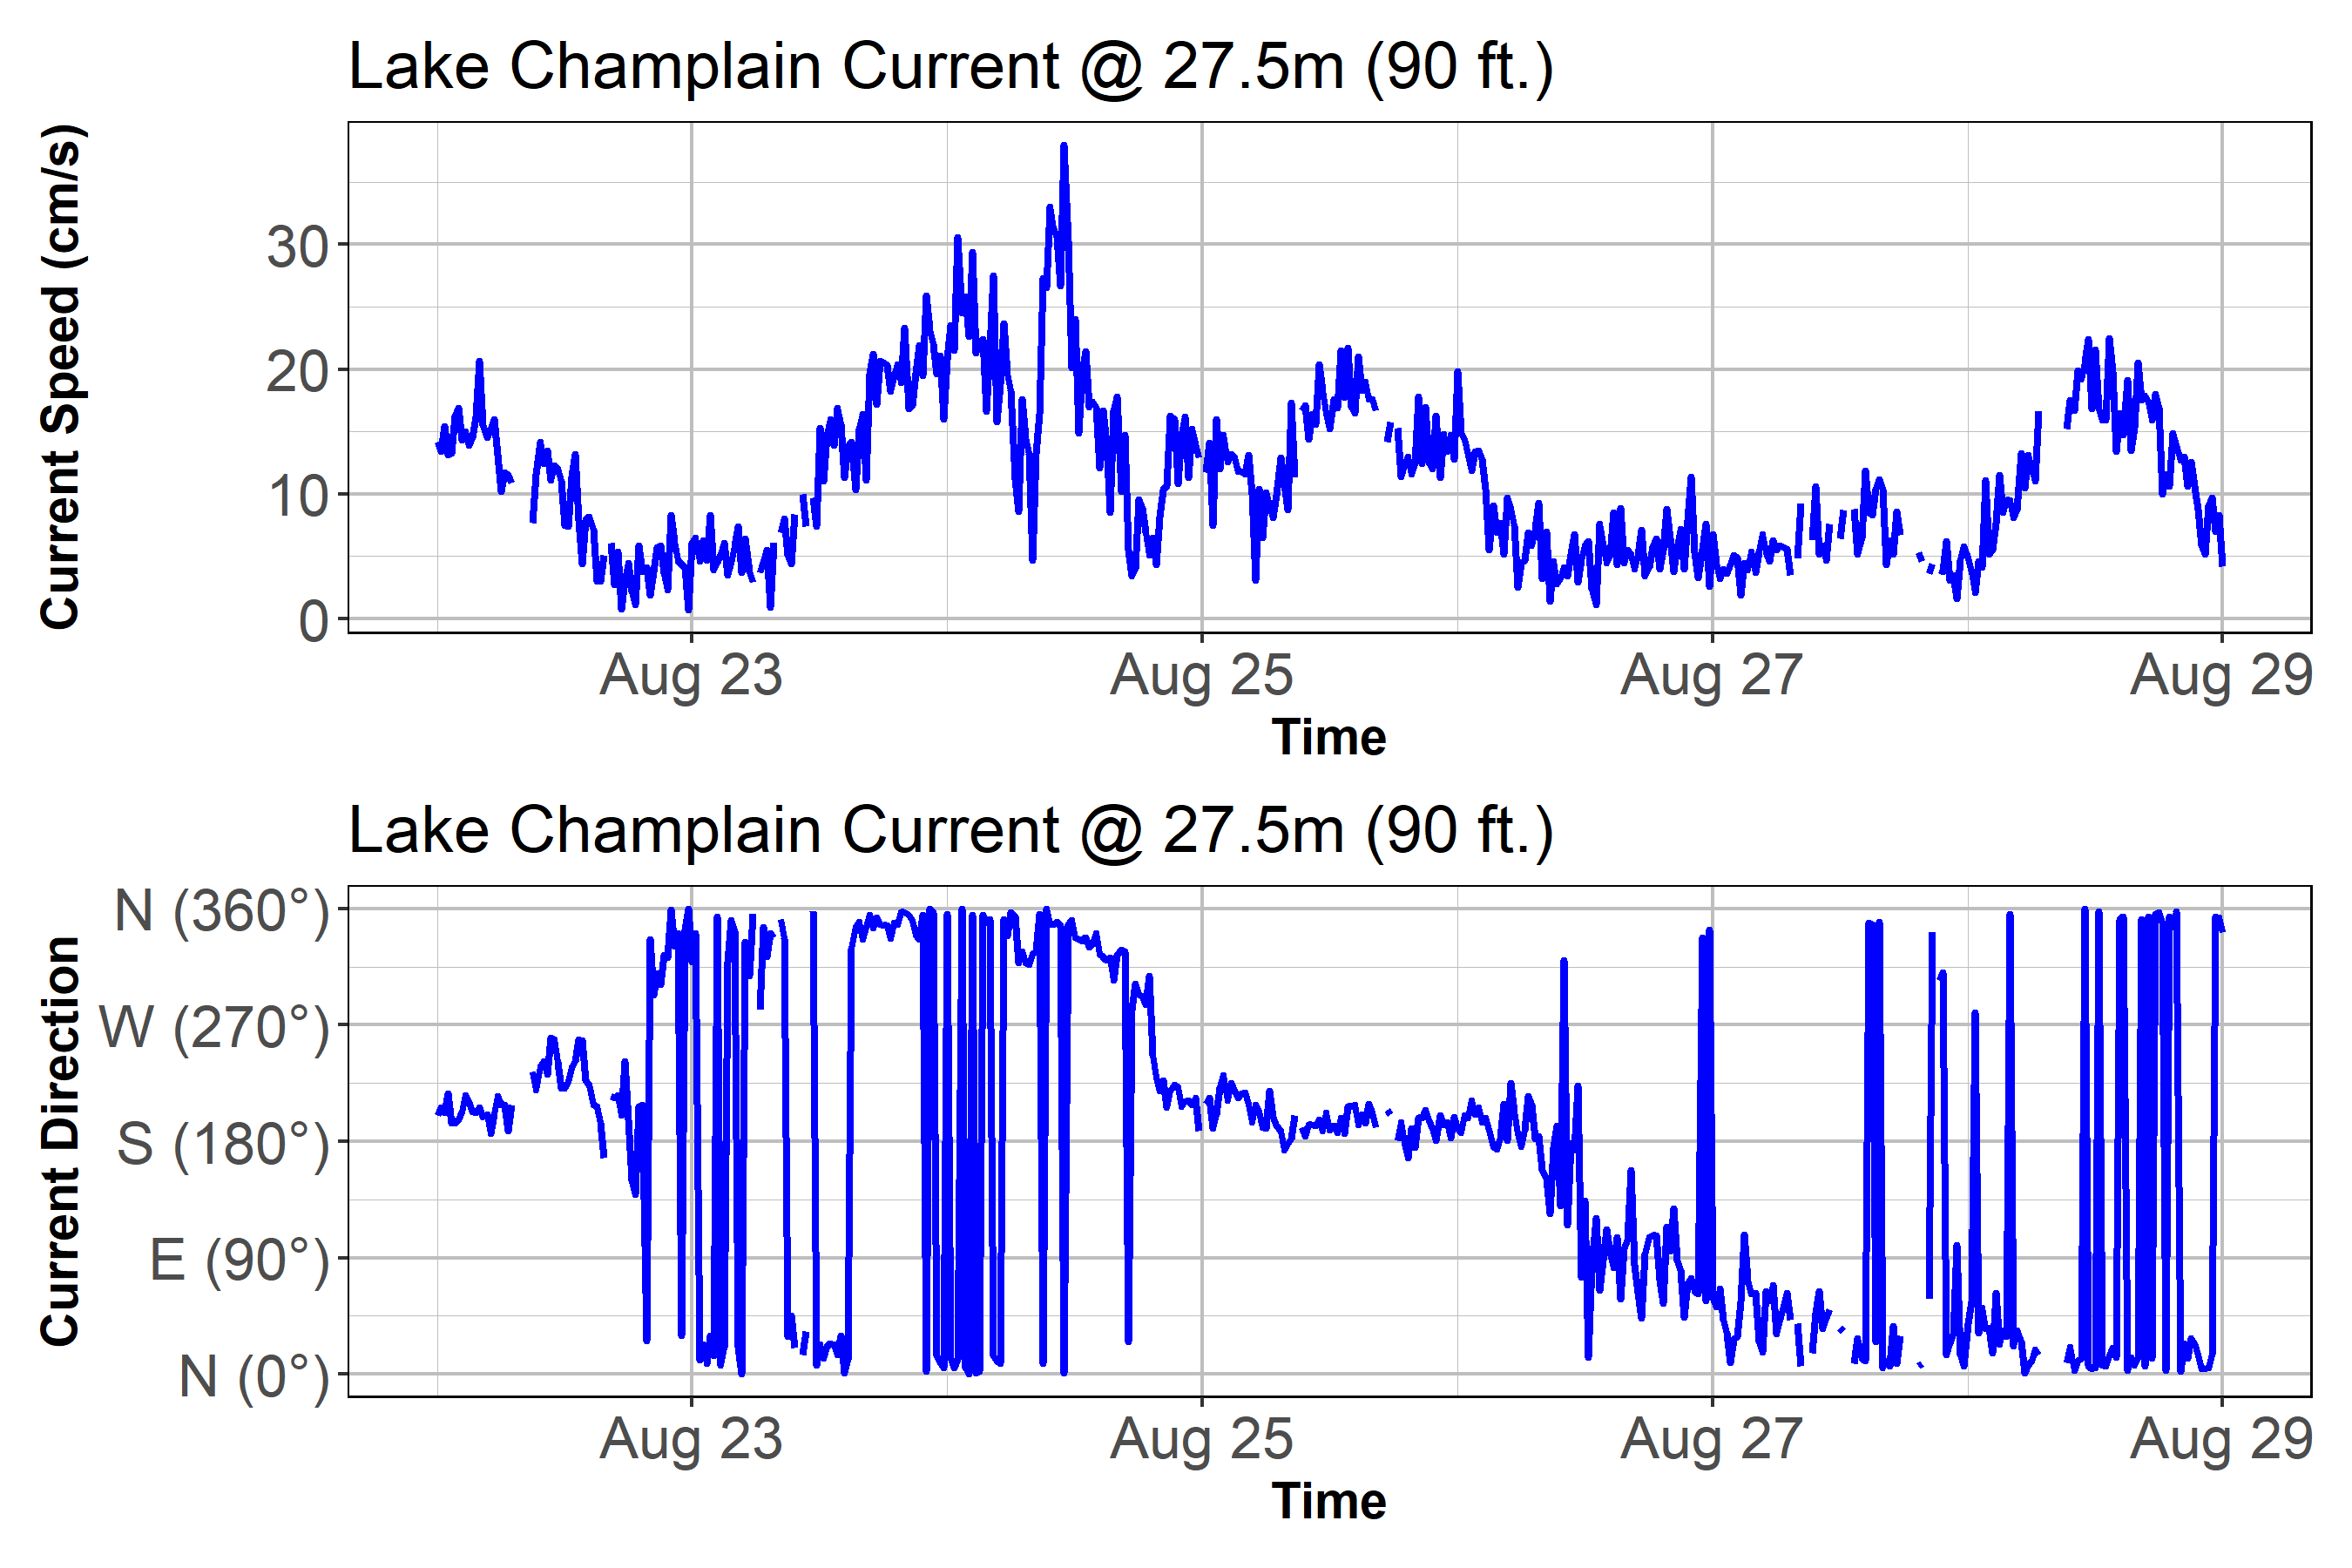 Lake Champlain Current @ 27.5m (90 ft.)
Current Speed (cm/s)
30
20
10
0
Aug 23 Aug 25 Aug 27 Aug 29
Time
Lake Champlain Current @ 27.5m (90 ft.)
Current Direction
N (360°)
W (270°)
S (180°)
E (90°)
N (0°)
Aug 23 Aug 25 Aug 27 Aug 29
Time